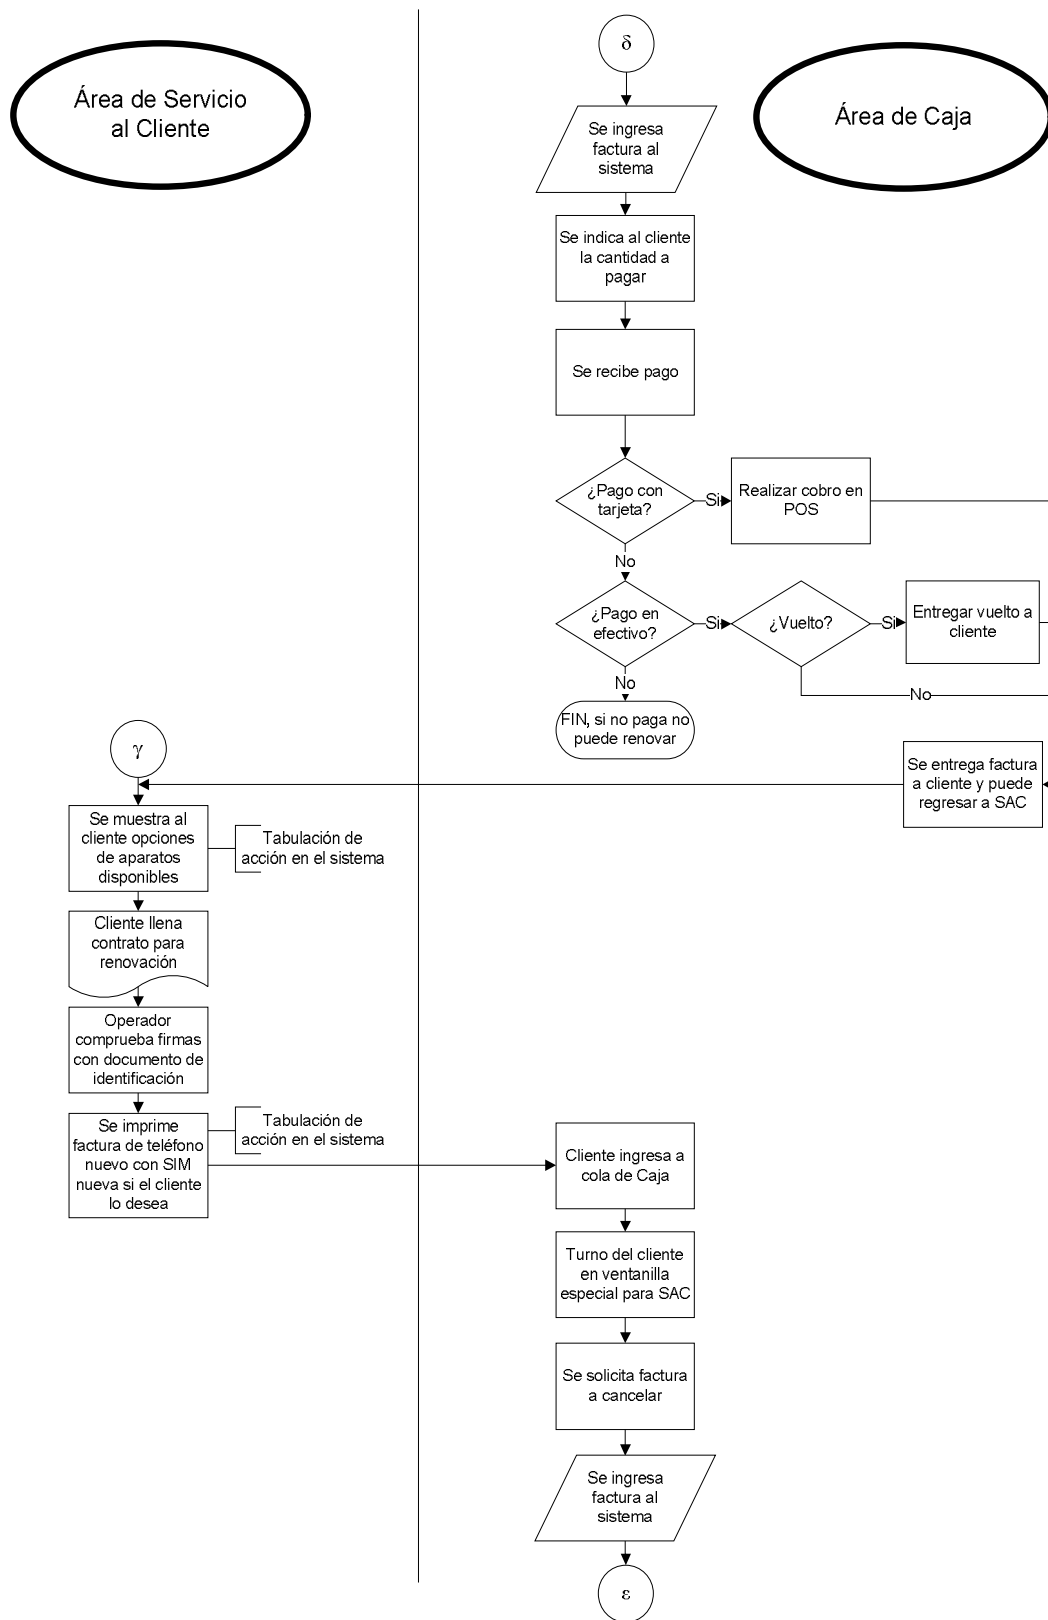 Área de Servicio
al Cliente
δ
Área de Caja
Se ingresa
factura al
sistema
Se indica al cliente
la cantidad a
pagar
Se recibe pago
¿Pago con
tarjeta?
Si
Realizar cobro en
POS
No
¿Pago en
efectivo?
Si
¿Vuelto?
Si
Entregar vuelto a
cliente
No
No
FIN, si no paga no
puede renovar
γ
Se entrega factura
a cliente y puede
regresar a SAC
Se muestra al
cliente opciones
de aparatos
disponibles
Tabulación de
acción en el sistema
Cliente llena
contrato para
renovación
Operador
comprueba firmas
con documento de
identificación
Se imprime
factura de teléfono
nuevo con SIM
nueva si el cliente
lo desea
Tabulación de
acción en el sistema
Cliente ingresa a
cola de Caja
Turno del cliente
en ventanilla
especial para SAC
Se solicita factura
a cancelar
Se ingresa
factura al
sistema
ε